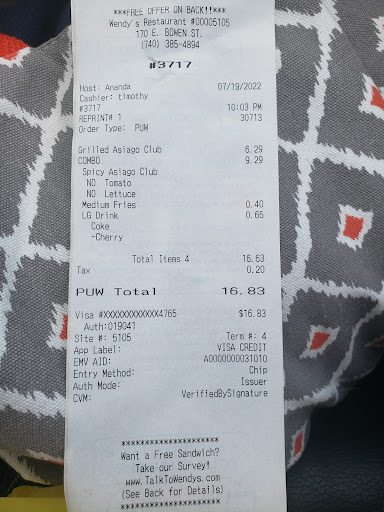 ***FREE OFFER ON BACK!!***
Wendy's Restaurant #00005105
170 E. BOWEN ST.
(740) 385-4894
#3717
Host: Ananda 07/19/2022
Cashier: timothy
#3717 10:03 PM
REPRINT# 1 30713
Order Type: PUW
Grilled Asiago Club 6.29
COMBO 9.29
Spicy Asiago Club
NO Tomato
NO Lettuce
Medium Fries 0.40
LG Drink 0.65
Coke
-Cherry
Total Items 4 16.63
Tax 0.20
PUW Total 16.83
Visa #XXXXXXXXXXXX4765 $16.83
Auth:019041
Site #: 5105 Term #: 4
App Label: VISA CREDIT
EMV AID: A0000000031010
Entry Method: Chip
Auth Mode: Issuer
CVM: VerifiedBySignature
********************
Want a Free Sandwich?
Take our Survey!
www.TalkToWendys.com
(See Back for Details)
********************